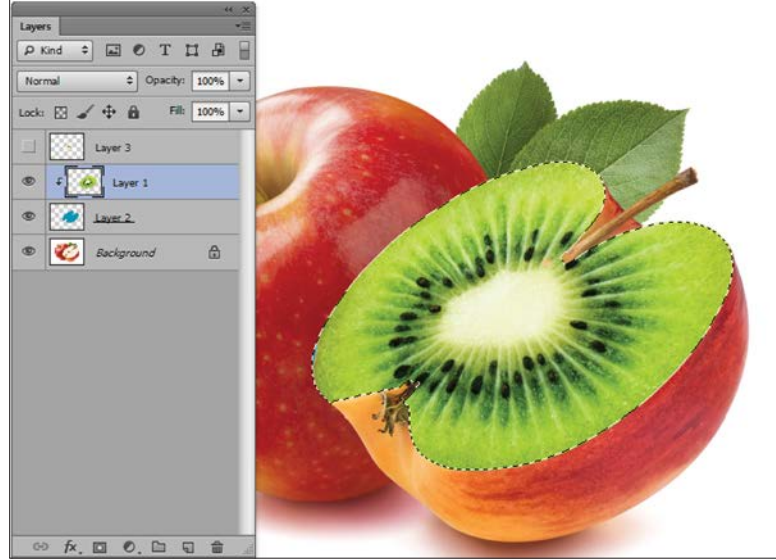 Layers
Kind
Normal Opacity: 100%
Lock: Fill: 100%
Layer 3
Layer 1
Layer 2
Background
fx